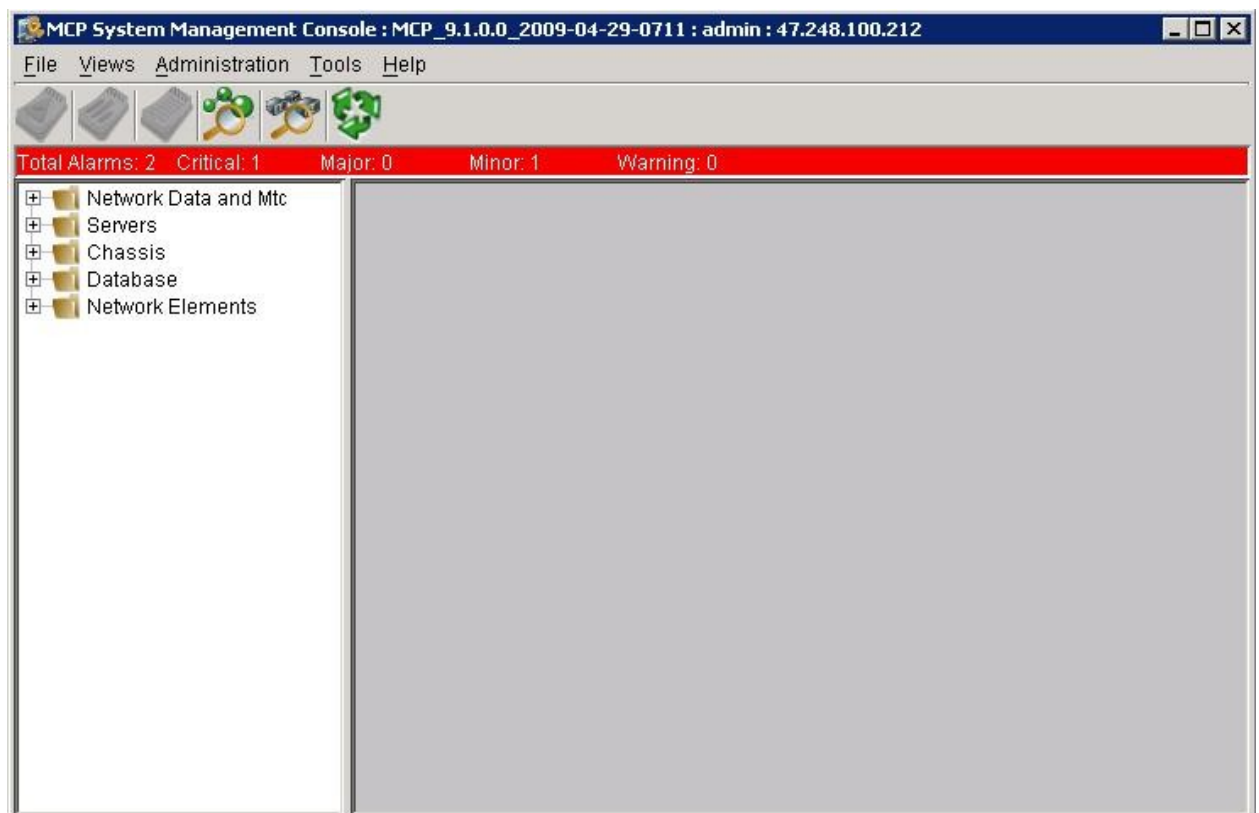 MCP System Management Console : MCP_9.1.0.0_2009-04-29-0711 : admin : 47.248.100.212
File Views Administration Tools Help
Total Alarms: 2 Critical: 1 Major: 0 Minor: 1 Warning: 0
Network Data and Mtc
Servers
Chassis
Database
Network Elements